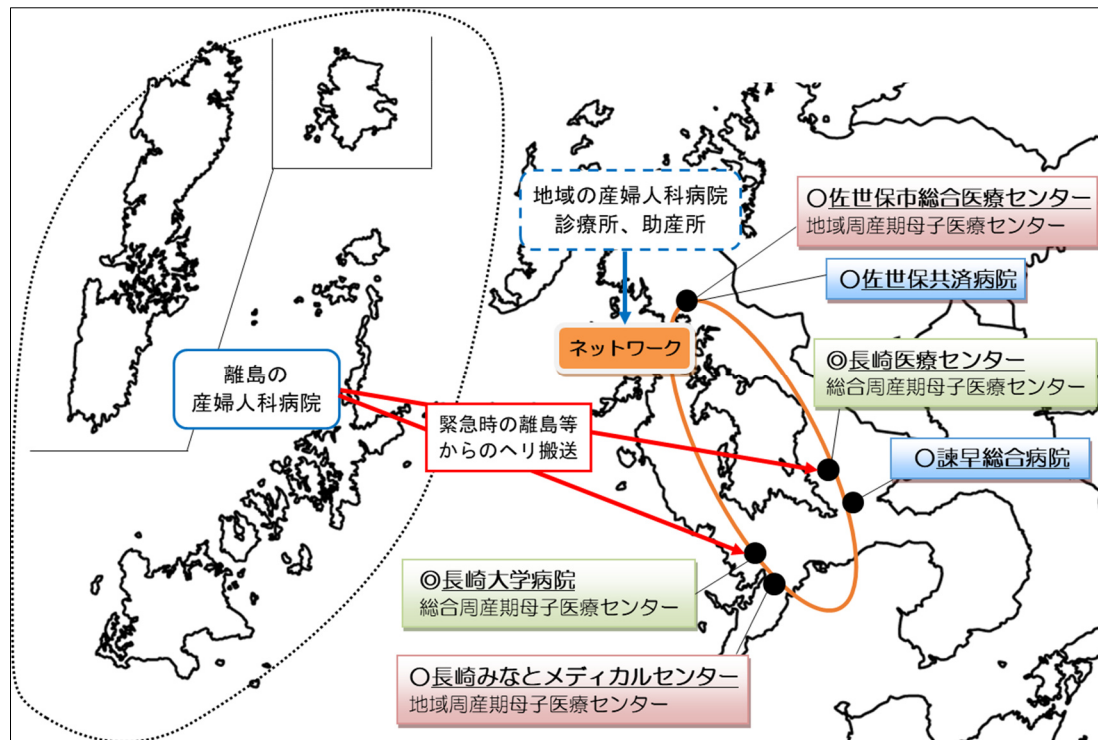 地域の産婦人科病院
診療所、助産所
〇佐世保市総合医療センター
地域周産期母子医療センター
〇佐世保共済病院
ネットワーク
◎長崎医療センター
総合周産期母子医療センター
離島の
産婦人科病院
緊急時の離島等
からのヘリ搬送
〇諫早総合病院
◎長崎大学病院
総合周産期母子医療センター
〇長崎みなとメディカルセンター
地域周産期母子医療センター